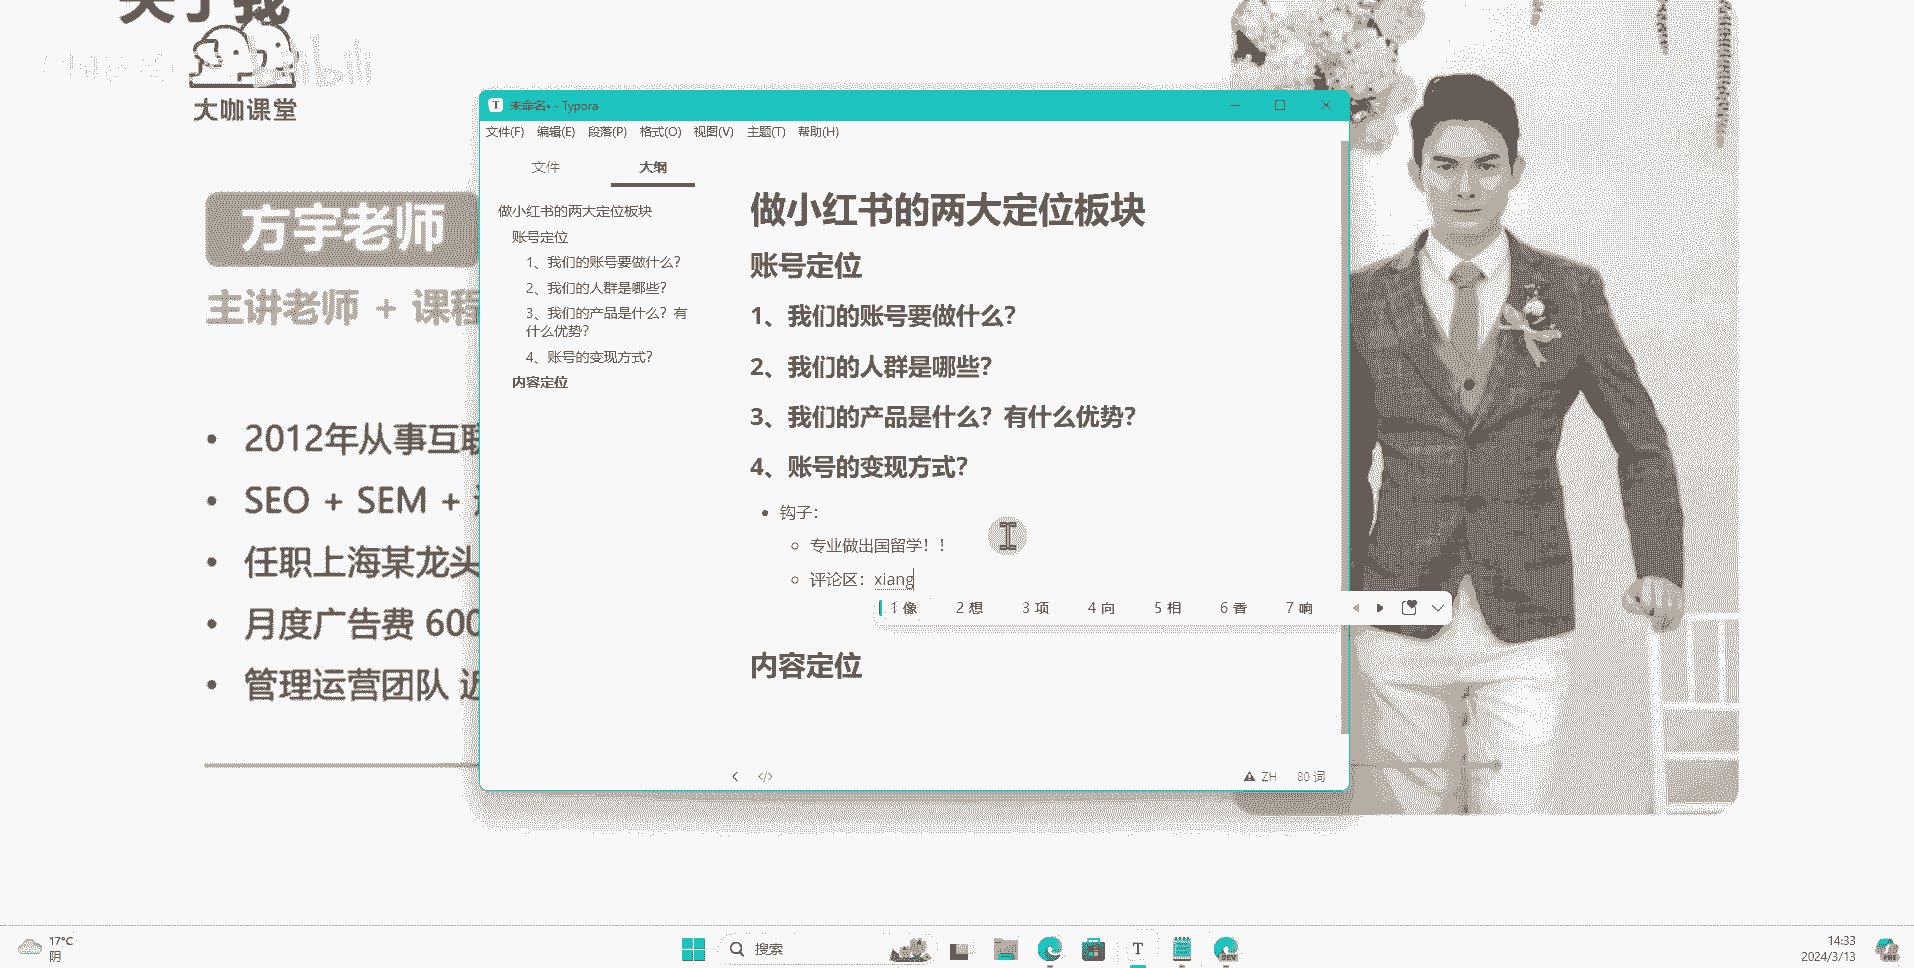 关于我
bilibili
大咖课堂
方宇老师
主讲老师 + 课程
2012年从事互联
SEO + SEM +
任职上海某龙头
月度广告费 600
管理运营团队 近
未命名• - Typora
文件(F) 编辑(E) 段落(P) 格式(O) 视图(V) 主题(T) 帮助(H)
文件 大纲
做小红书的两大定位板块
账号定位
1、我们的账号要做什么？
2、我们的人群是哪些？
3、我们的产品是什么？有
什么优势？
4、账号的变现方式？
内容定位
做小红书的两大定位板块
账号定位
1、我们的账号要做什么？
2、我们的人群是哪些？
3、我们的产品是什么？有什么优势？
4、账号的变现方式？
钩子：
专业做出国留学！！
评论区：xiang
1 像 2 想 3 项 4 向 5 相 6 香 7 响
内容定位
ZH 80 词
17°C
阴
搜索
T
DEV
14:33
2024/3/13
PRE